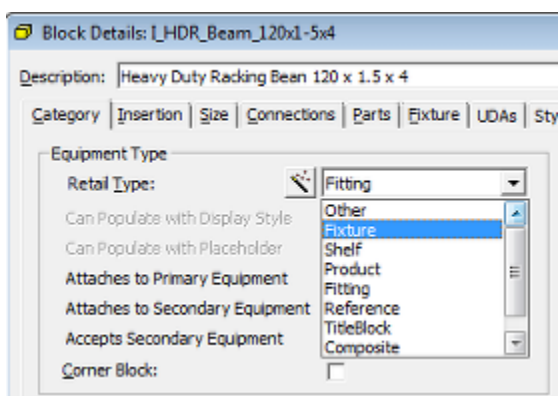 Block Details: I_HDR_Beam_120x1-5x4
Description: Heavy Duty Racking Bean 120 x 1.5 x 4
Category Insertion Size Connections Parts Fixture UDAs Sty
Equipment Type
Retail Type: Fitting
Other
Can Populate with Display Style
Fixture
Shelf
Can Populate with Placeholder
Product
Attaches to Primary Equipment
Fitting
Attaches to Secondary Equipment
Reference
TitleBlock
Accepts Secondary Equipment
Composite
Corner Block: